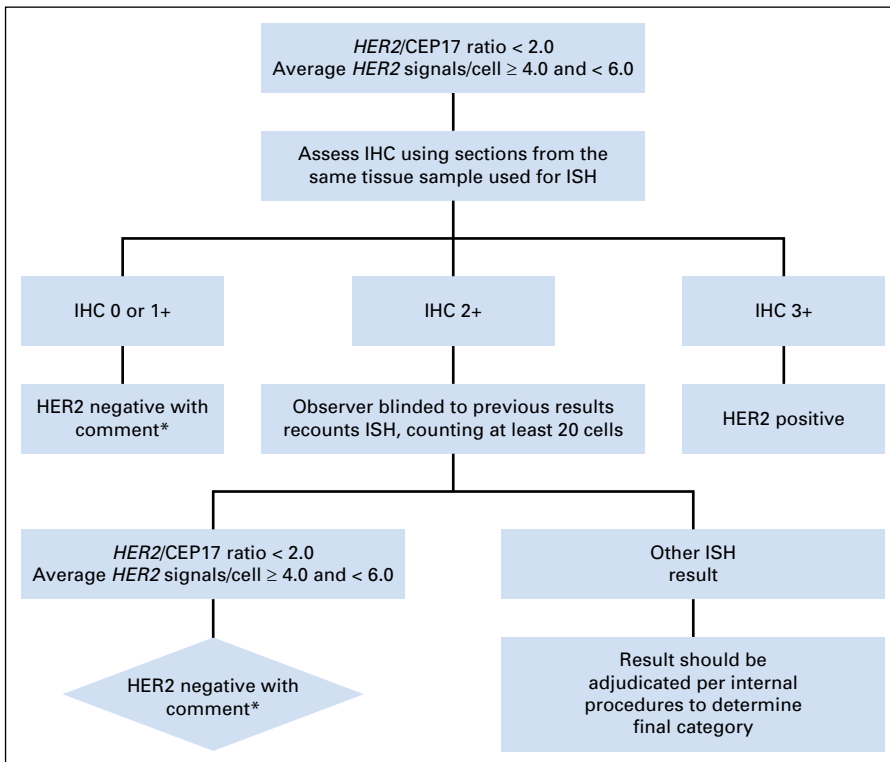 HER2/CEP17 ratio < 2.0
Average HER2 signals/cell ≥ 4.0 and < 6.0
Assess IHC using sections from the
same tissue sample used for ISH
IHC 0 or 1+
IHC 2+
IHC 3+
HER2 negative with
comment*
Observer blinded to previous results
recounts ISH, counting at least 20 cells
HER2 positive
HER2/CEP17 ratio < 2.0
Average HER2 signals/cell ≥ 4.0 and < 6.0
Other ISH
result
HER2 negative with
comment*
Result should be
adjudicated per internal
procedures to determine
final category